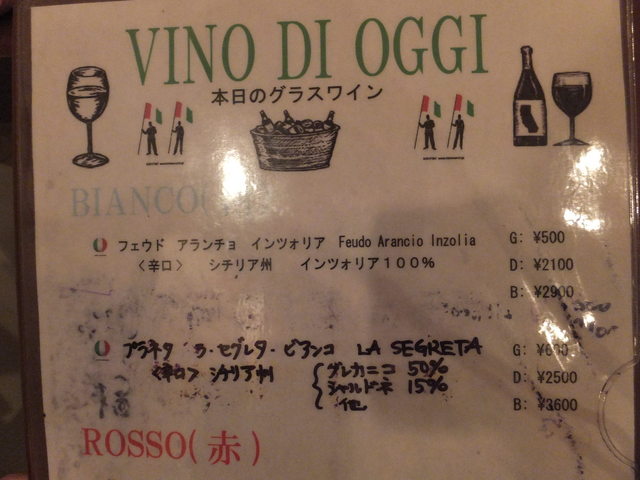 VINO DI OGGI
本日のグラスワイン
BIANCO
フェウド アランチョ インツォリア Feudo Arancio Inzolia G: ¥500
〈辛口〉 シチリア州 インツォリア100% D: ¥2100
B: ¥2900
プラネタ ラ・セグレタ・ビアンコ LA SEGRETA G: ¥600
〈辛口〉 シチリア州 グレカニコ 50% D: ¥2500
シャルドネ 15%
他 B: ¥3600
ROSSO(赤)